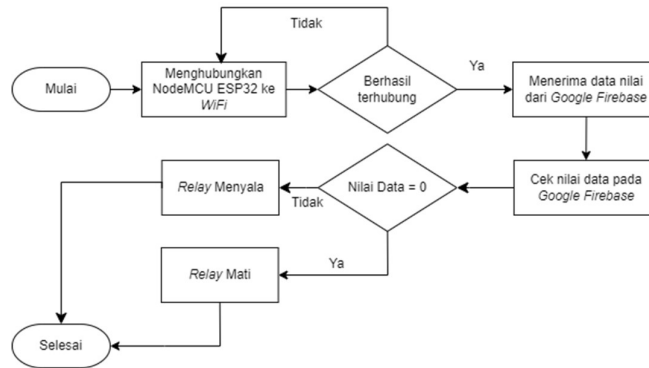 Tidak
Mulai
Menghubungkan
NodeMCU ESP32 ke
WiFi
Berhasil
terhubung
Ya
Menerima data nilai
dari Google Firebase
Cek nilai data pada
Google Firebase
Nilai Data = 0
Tidak
Relay Menyala
Ya
Relay Mati
Selesai